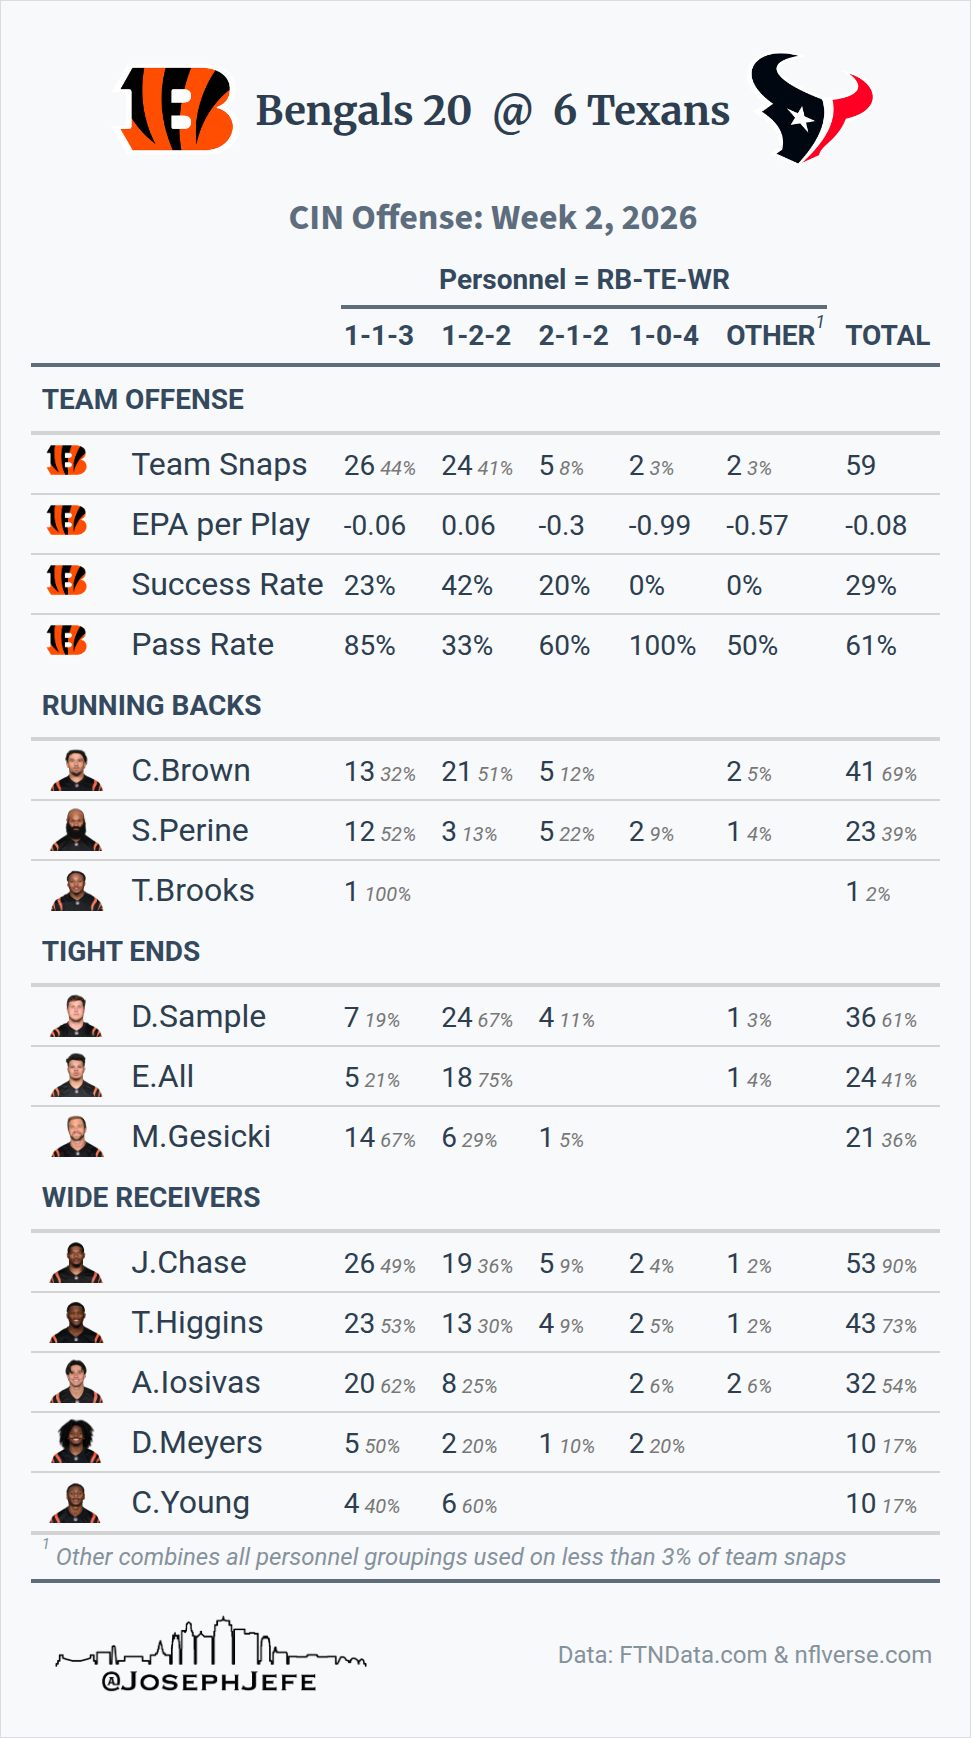 Bengals 20 @ 6 Texans
CIN Offense: Week 2, 2026
Personnel = RB-TE-WR
1-1-3 1-2-2 2-1-2 1-0-4 OTHER1 TOTAL
TEAM OFFENSE
Team Snaps 26 44% 24 41% 5 8% 2 3% 2 3% 59
EPA per Play -0.06 0.06 -0.3 -0.99 -0.57 -0.08
Success Rate 23% 42% 20% 0% 0% 29%
Pass Rate 85% 33% 60% 100% 50% 61%
RUNNING BACKS
C.Brown 13 32% 21 51% 5 12% 2 5% 41 69%
S.Perine 12 52% 3 13% 5 22% 2 9% 1 4% 23 39%
T.Brooks 1 100% 1 2%
TIGHT ENDS
D.Sample 7 19% 24 67% 4 11% 1 3% 36 61%
E.All 5 21% 18 75% 1 4% 24 41%
M.Gesicki 14 67% 6 29% 1 5% 21 36%
WIDE RECEIVERS
J.Chase 26 49% 19 36% 5 9% 2 4% 1 2% 53 90%
T.Higgins 23 53% 13 30% 4 9% 2 5% 1 2% 43 73%
A.Iosivas 20 62% 8 25% 2 6% 2 6% 32 54%
D.Meyers 5 50% 2 20% 1 10% 2 20% 10 17%
C.Young 4 40% 6 60% 10 17%
1 Other combines all personnel groupings used on less than 3% of team snaps
@JOSEPHJEFE
Data: FTNData.com & nflverse.com